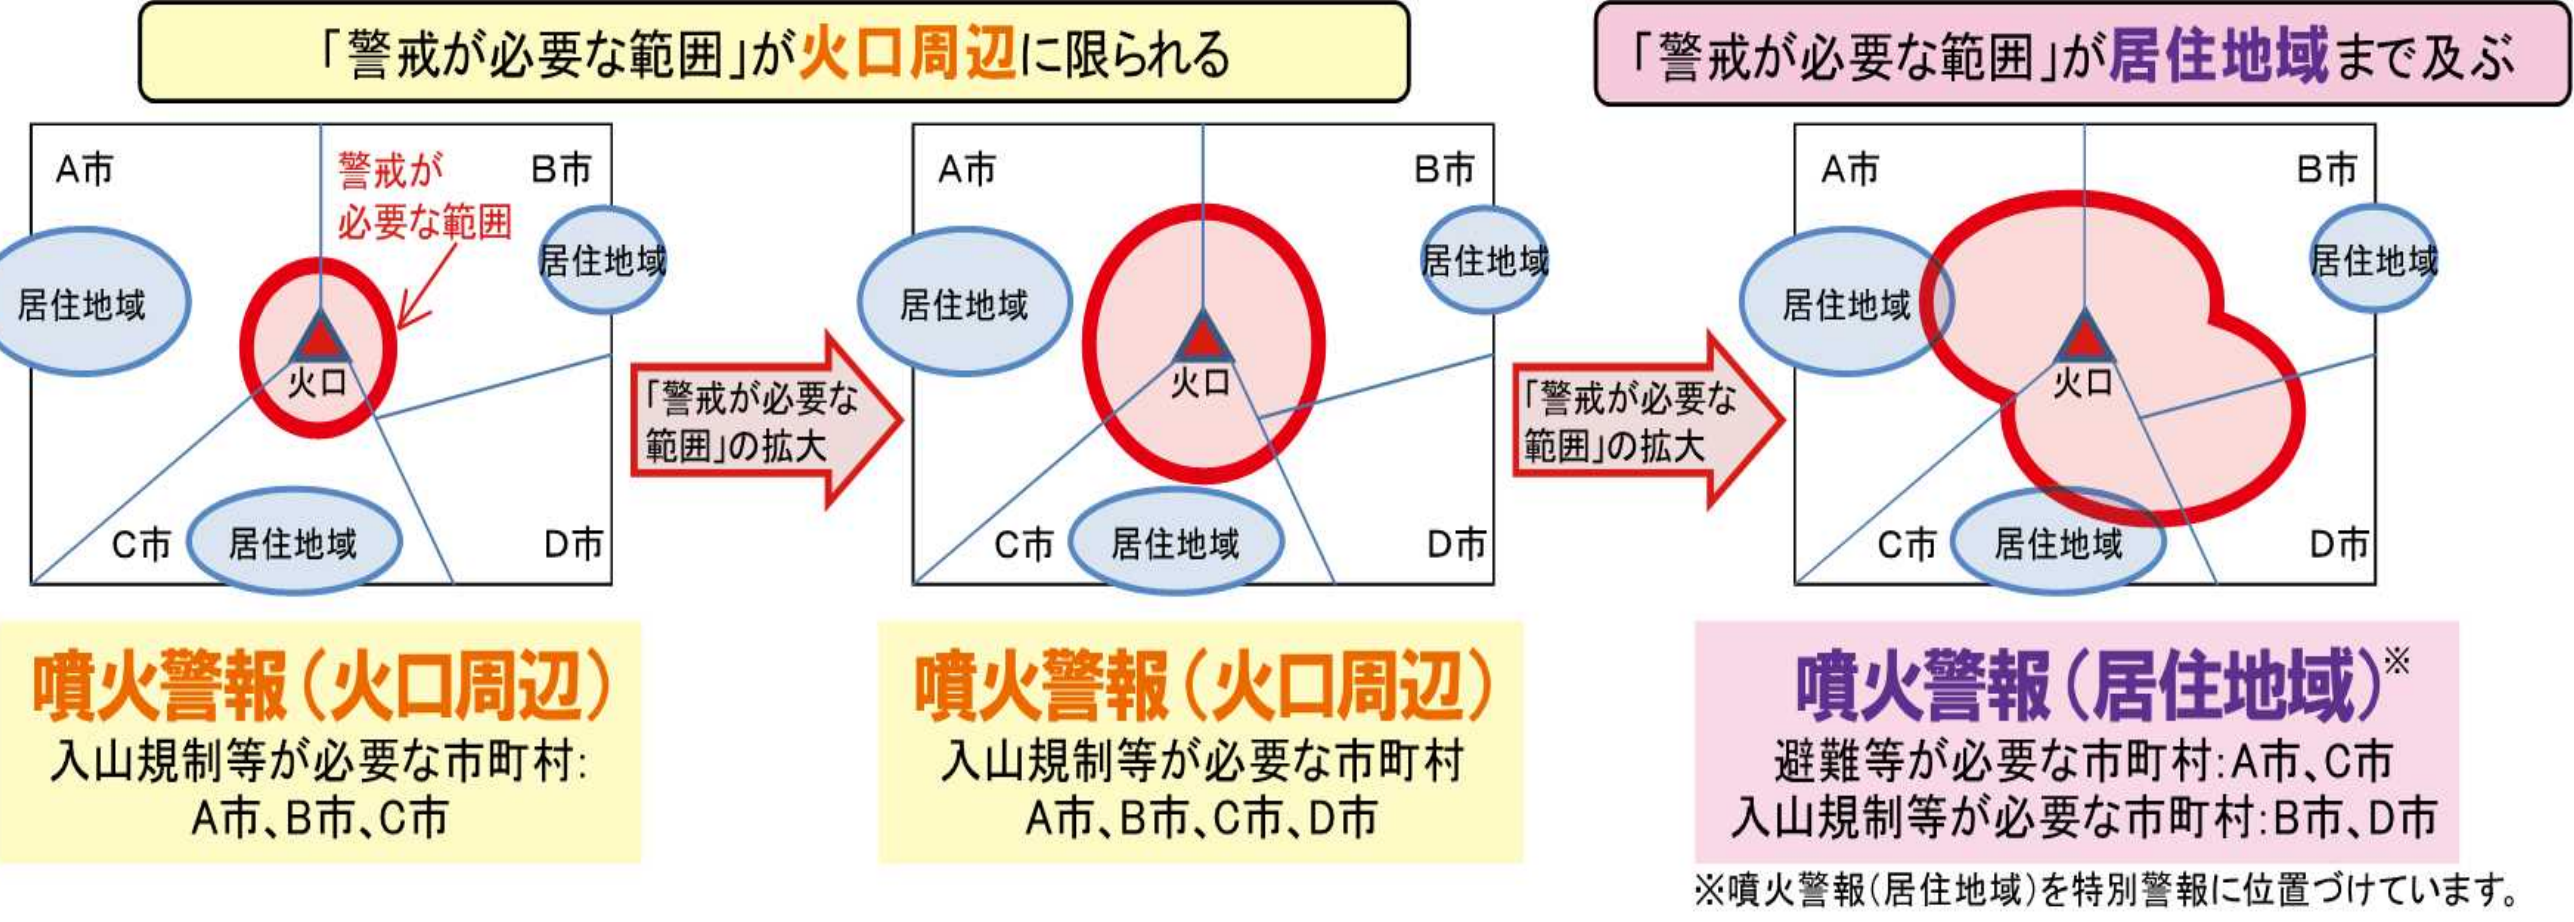 「警戒が必要な範囲」が火口周辺に限られる
「警戒が必要な範囲」が居住地域まで及ぶ
A市
警戒が
必要な範囲
B市
居住地域
居住地域
火口
C市
居住地域
D市
「警戒が必要な
範囲」の拡大
A市
B市
居住地域
居住地域
火口
C市
居住地域
D市
「警戒が必要な
範囲」の拡大
A市
B市
居住地域
居住地域
火口
C市
居住地域
D市
噴火警報(火口周辺)
入山規制等が必要な市町村:
A市、B市、C市
噴火警報(火口周辺)
入山規制等が必要な市町村
A市、B市、C市、D市
噴火警報(居住地域)※
避難等が必要な市町村:A市、C市
入山規制等が必要な市町村:B市、D市
※噴火警報(居住地域)を特別警報に位置づけています。